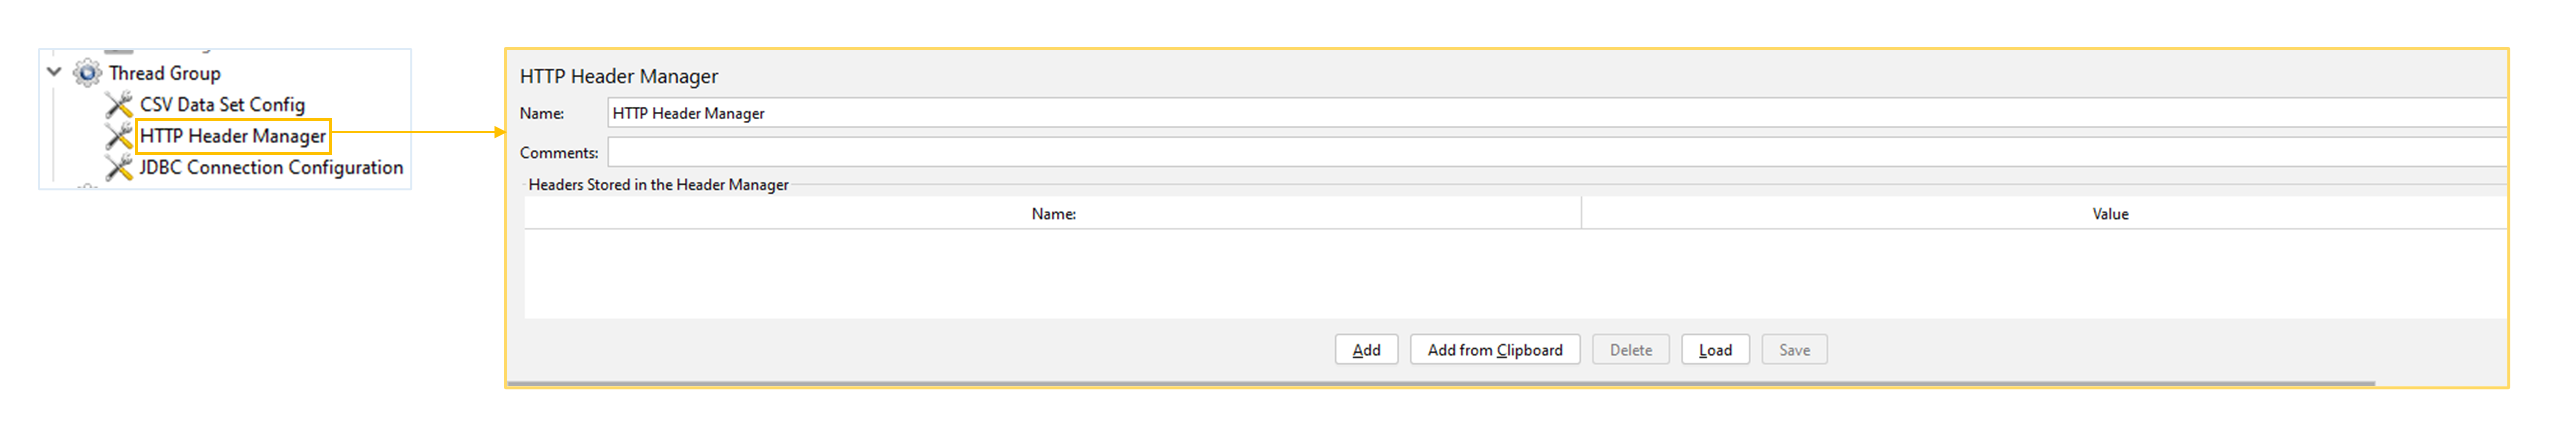 Thread Group
CSV Data Set Config
HTTP Header Manager
JDBC Connection Configuration
HTTP Header Manager
Name: HTTP Header Manager
Comments:
Headers Stored in the Header Manager
Name: Value
Add Add from Clipboard Delete Load Save